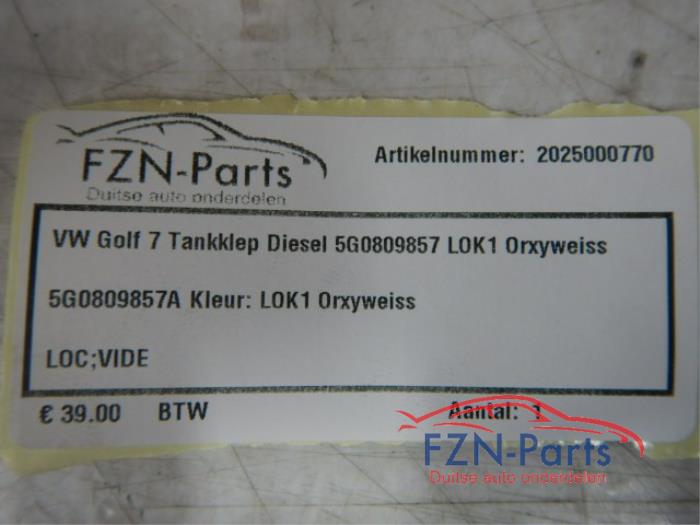 FZN-Parts
Duitse auto onderdelen
Artikelnummer: 2025000770
VW Golf 7 Tankklep Diesel 5G0809857 LOK1 Orxyweiss
5G0809857A Kleur: LOK1 Orxyweiss
LOC;VIDE
€ 39.00 BTW Aantal: 1
FZN-Parts
Duitse auto onderdelen